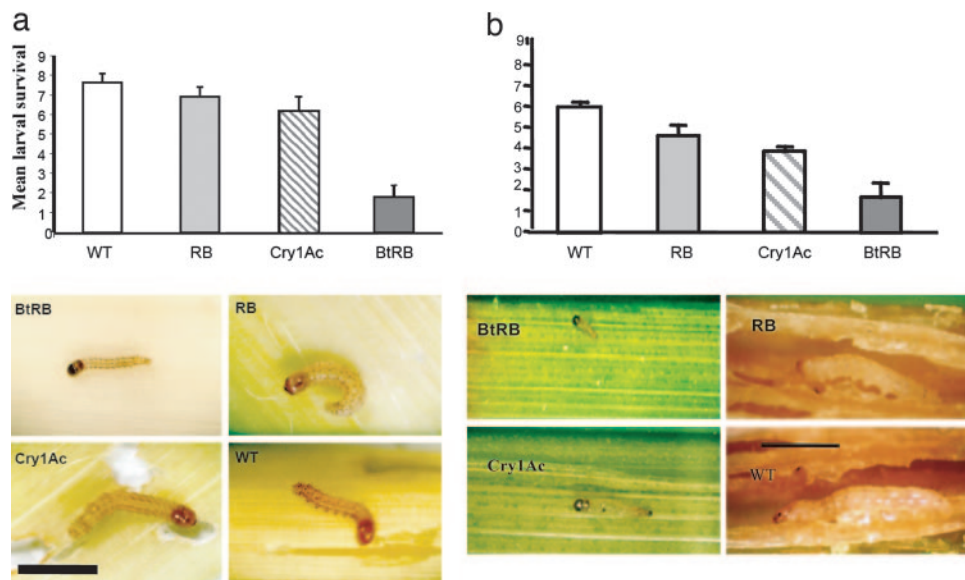 a
Mean larval survival
9
8
7
6
5
4
3
2
1
0
WT RB Cry1Ac BtRB
BtRB
RB
Cry1Ac
WT
b
9
8
7
6
5
4
3
2
1
0
WT RB Cry1Ac BtRB
BtRB
RB
Cry1Ac
WT